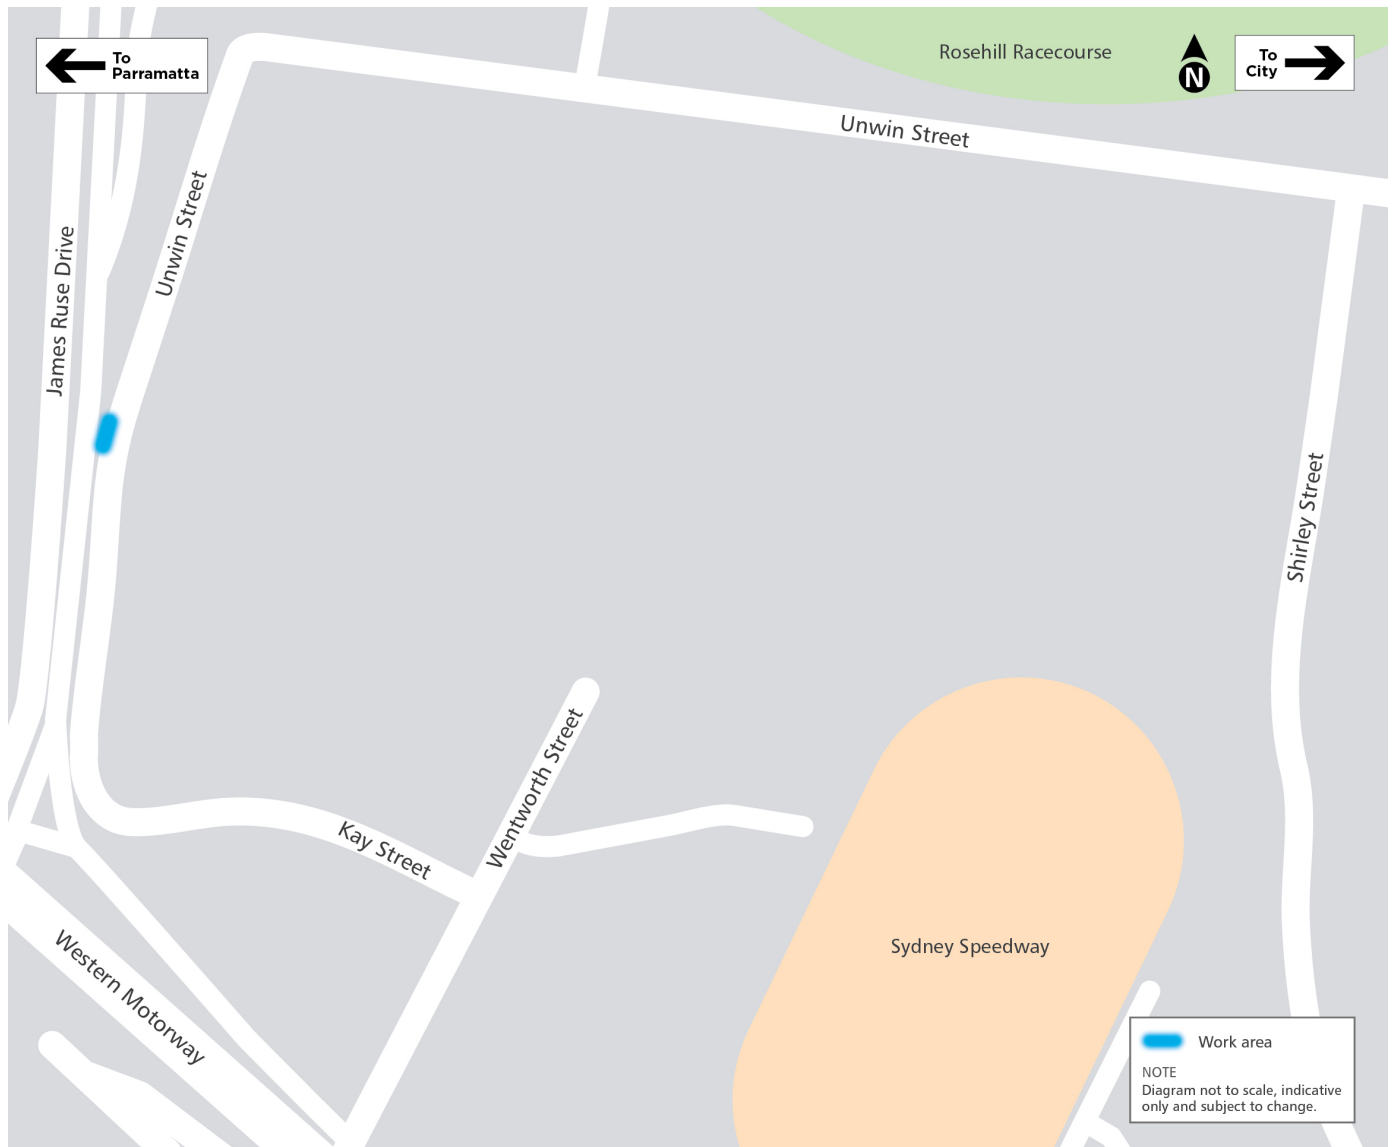 To
Parramatta
Rosehill Racecourse
N
To
City
Unwin Street
Unwin Street
James Ruse Drive
Shirley Street
Wentworth Street
Kay Street
Western Motorway
Sydney Speedway
Work area
NOTE
Diagram not to scale, indicative
only and subject to change.